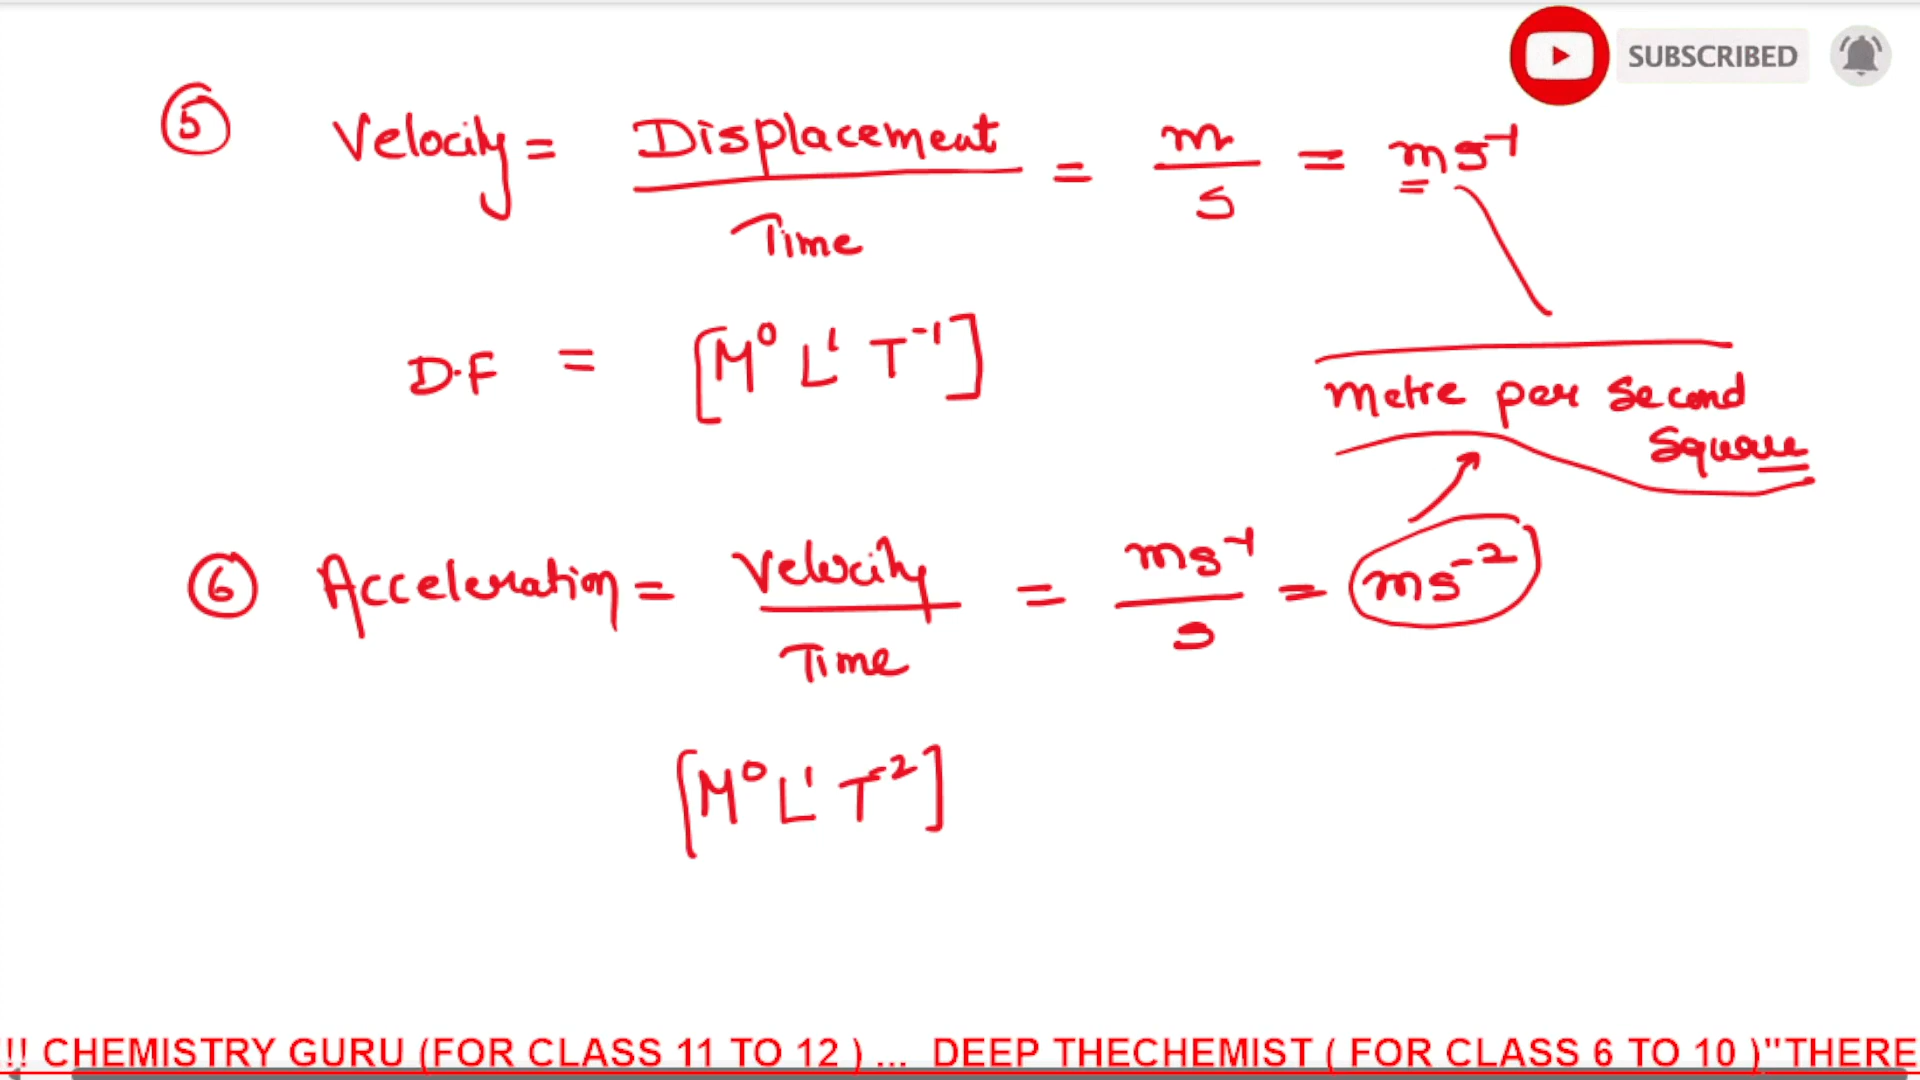 SUBSCRIBED
5 Velocity = Displacement / Time = m / s = ms⁻¹
D.F = [M⁰ L¹ T⁻¹]
metre per second
square
6 Acceleration = Velocity / Time = ms⁻¹ / s = ms⁻²
[M⁰ L¹ T⁻²]
!! CHEMISTRY GURU (FOR CLASS 11 TO 12 ) ... DEEP THECHEMIST ( FOR CLASS 6 TO 10 )"THERE